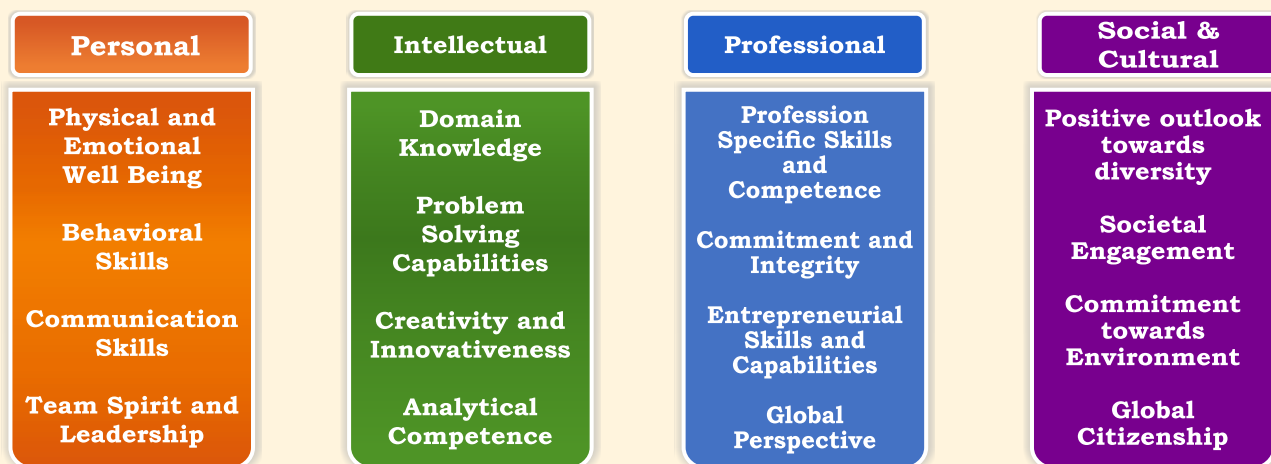 Personal
Physical and
Emotional
Well Being
Behavioral
Skills
Communication
Skills
Team Spirit and
Leadership
Intellectual
Domain
Knowledge
Problem
Solving
Capabilities
Creativity and
Innovativeness
Analytical
Competence
Professional
Profession
Specific Skills
and
Competence
Commitment and
Integrity
Entrepreneurial
Skills and
Capabilities
Global
Perspective
Social &
Cultural
Positive outlook
towards
diversity
Societal
Engagement
Commitment
towards
Environment
Global
Citizenship